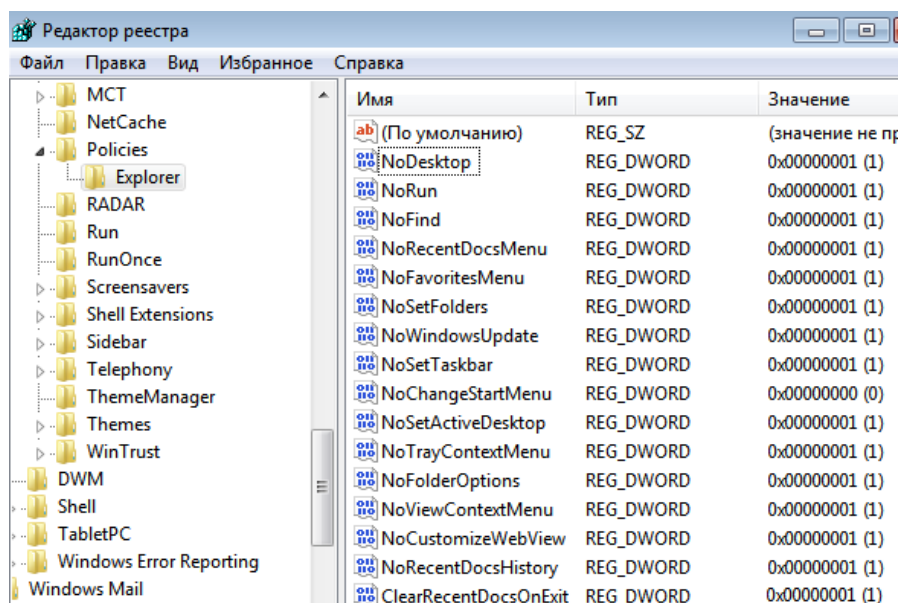 Редактор реестра
Файл Правка Вид Избранное Справка
MCT
NetCache
Policies
Explorer
RADAR
Run
RunOnce
Screensavers
Shell Extensions
Sidebar
Telephony
ThemeManager
Themes
WinTrust
DWM
Shell
TabletPC
Windows Error Reporting
Windows Mail
Имя Тип Значение
(По умолчанию) REG_SZ (значение не пр
NoDesktop REG_DWORD 0x00000001 (1)
NoRun REG_DWORD 0x00000001 (1)
NoFind REG_DWORD 0x00000001 (1)
NoRecentDocsMenu REG_DWORD 0x00000001 (1)
NoFavoritesMenu REG_DWORD 0x00000001 (1)
NoSetFolders REG_DWORD 0x00000001 (1)
NoWindowsUpdate REG_DWORD 0x00000001 (1)
NoSetTaskbar REG_DWORD 0x00000001 (1)
NoChangeStartMenu REG_DWORD 0x00000000 (0)
NoSetActiveDesktop REG_DWORD 0x00000001 (1)
NoTrayContextMenu REG_DWORD 0x00000001 (1)
NoFolderOptions REG_DWORD 0x00000001 (1)
NoViewContextMenu REG_DWORD 0x00000001 (1)
NoCustomizeWebView REG_DWORD 0x00000001 (1)
NoRecentDocsHistory REG_DWORD 0x00000001 (1)
ClearRecentDocsOnExit REG_DWORD 0x00000001 (1)